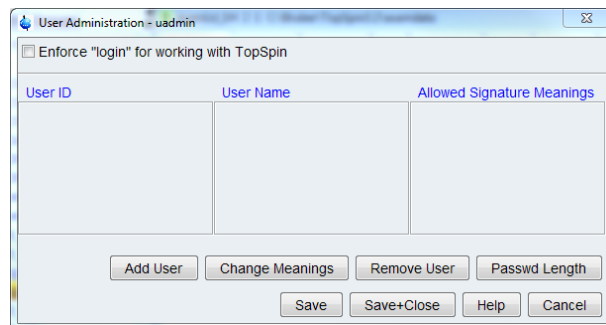 User Administration - uadmin
Enforce "login" for working with TopSpin
User ID User Name Allowed Signature Meanings
Add User Change Meanings Remove User Passwd Length
Save Save+Close Help Cancel